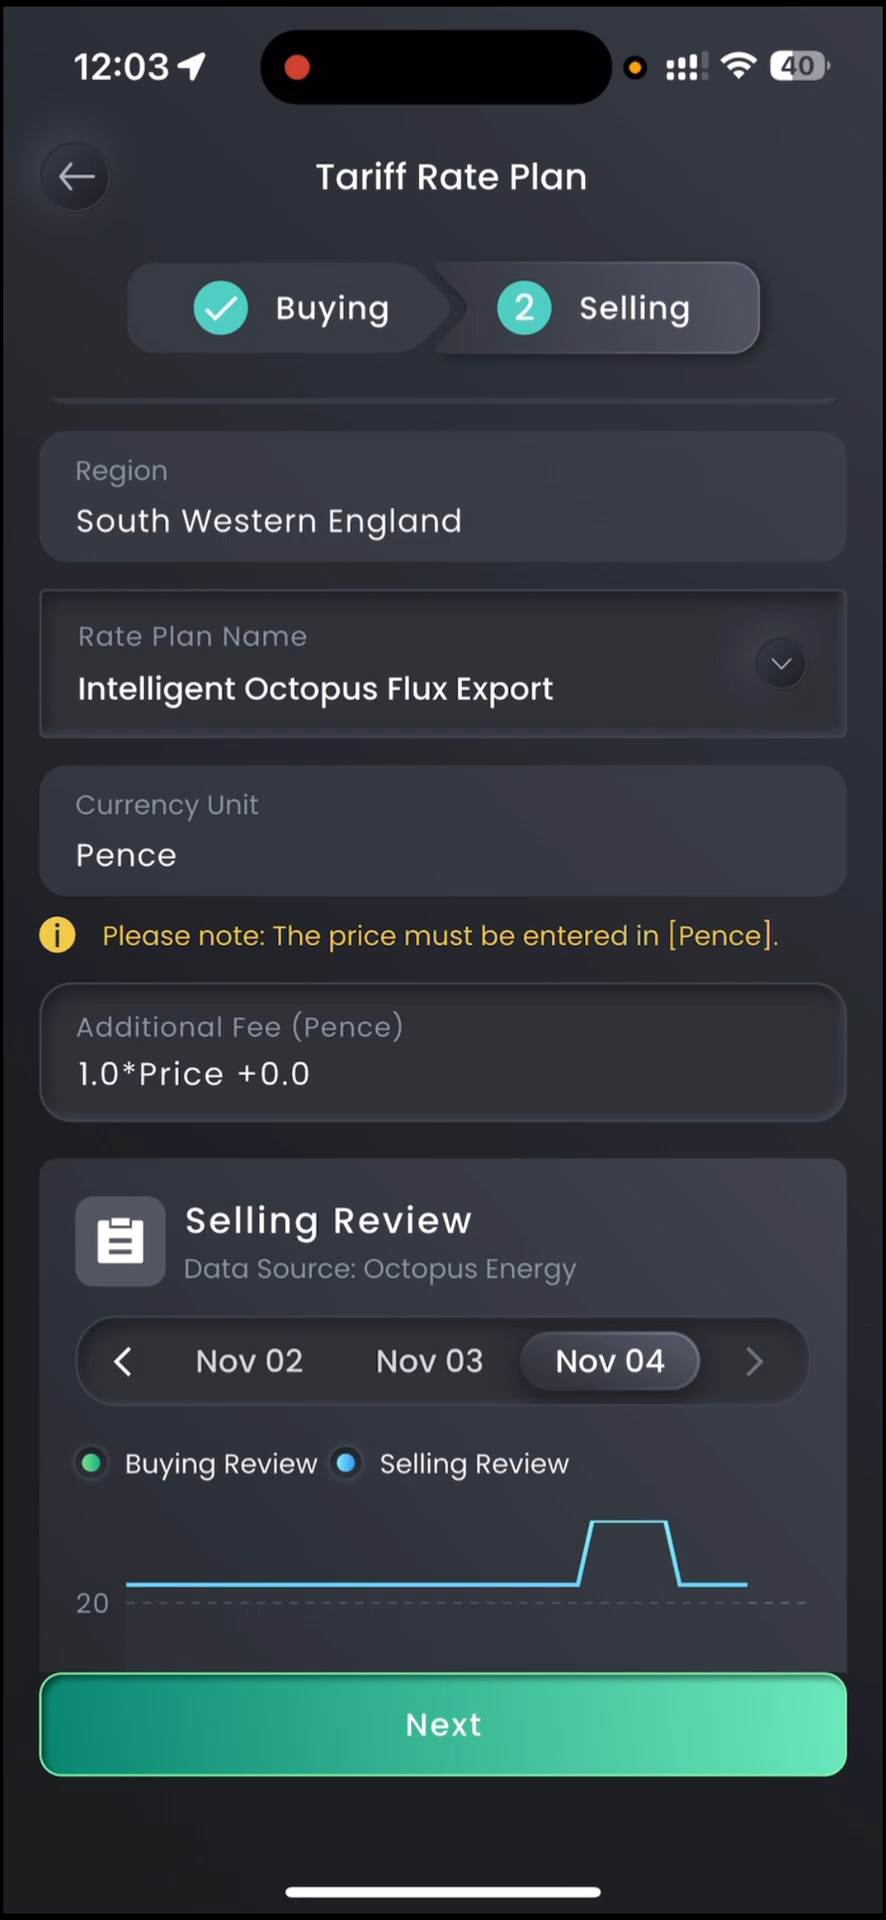 12:03
40
Tariff Rate Plan
Buying
2 Selling
Region
South Western England
Rate Plan Name
Intelligent Octopus Flux Export
Currency Unit
Pence
Please note: The price must be entered in [Pence].
Additional Fee (Pence)
1.0*Price +0.0
Selling Review
Data Source: Octopus Energy
Nov 02 Nov 03 Nov 04
Buying Review Selling Review
20
Next